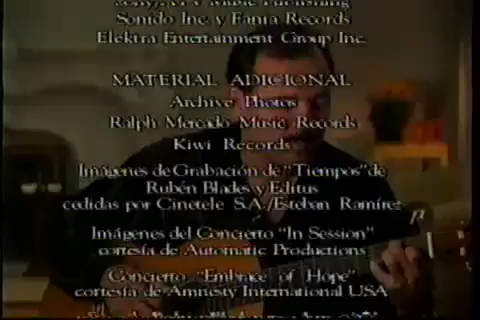 Music Publishing
Sonido Inc y Fania Records
Elektra Entertainment Group Inc.
MATERIAL ADICIONAL
Archive Photos
Ralph Mercado Music Records
Kiwi Records
Imágenes de Grabación de "Tiempos" de
Rubén Blades y Editus
cedidas por Cinetele S.A./Esteban Ramírez
Imágenes del Concierto "In Session"
cortesía de Automatic Productions
Concierto "Embrace of Hope"
cortesía de Amnesty International USA